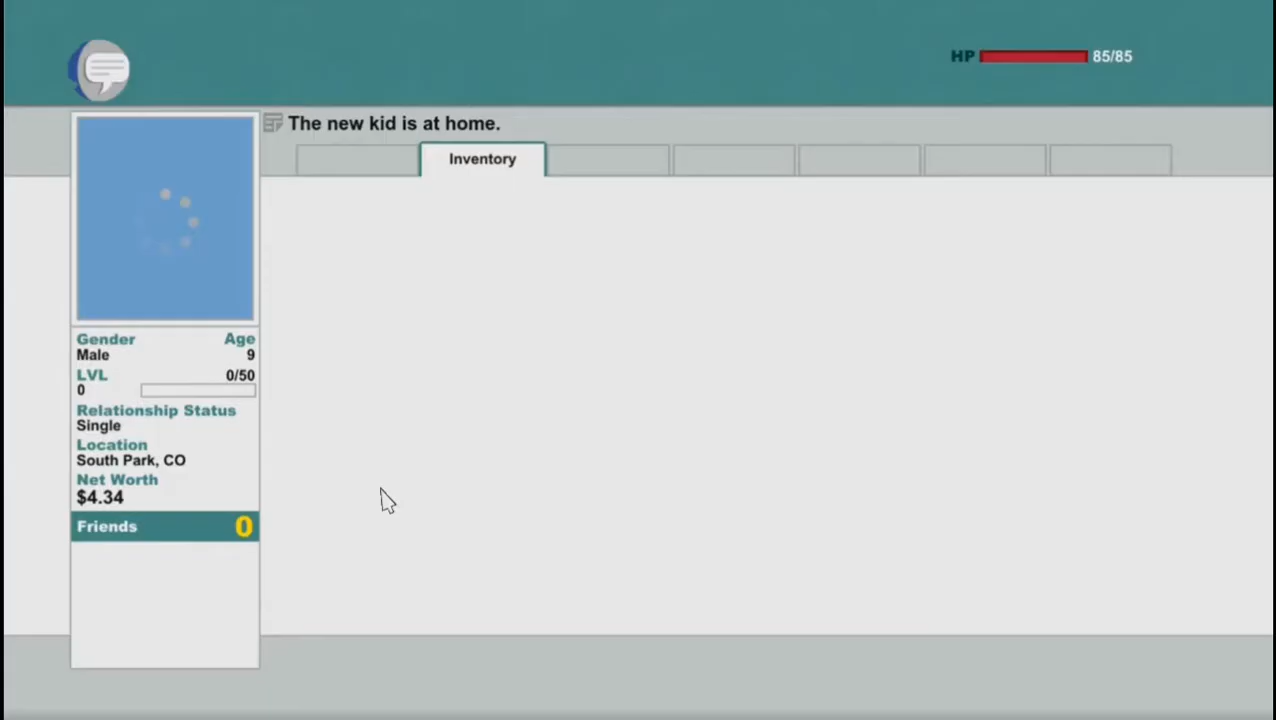 HP 85/85
The new kid is at home.
Inventory
Gender Age
Male 9
LVL 0/50
0
Relationship Status
Single
Location
South Park, CO
Net Worth
$4.34
Friends 0